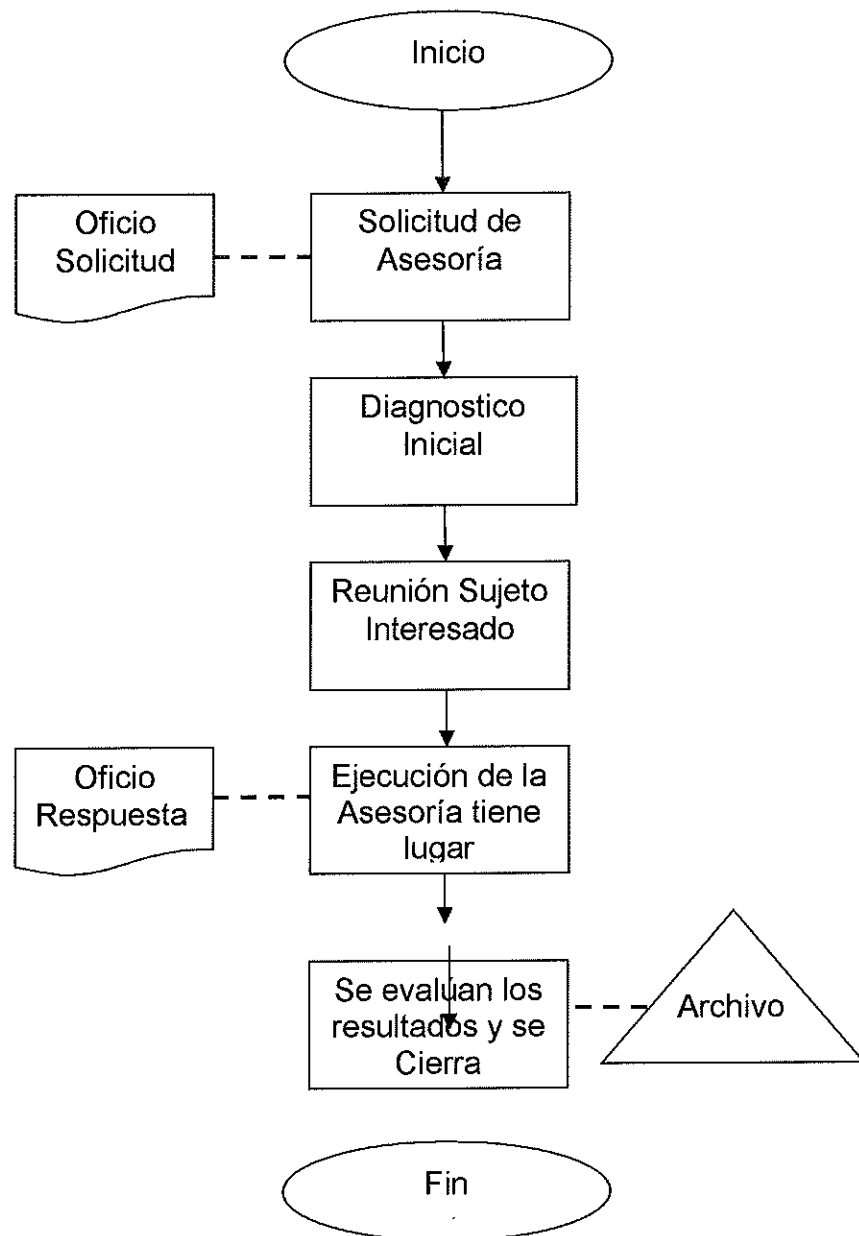 Inicio
Oficio
Solicitud
Solicitud de
Asesoría
Diagnostico
Inicial
Reunión Sujeto
Interesado
Oficio
Respuesta
Ejecución de la
Asesoría tiene
lugar
Se evalúan los
resultados y se
Cierra
Archivo
Fin